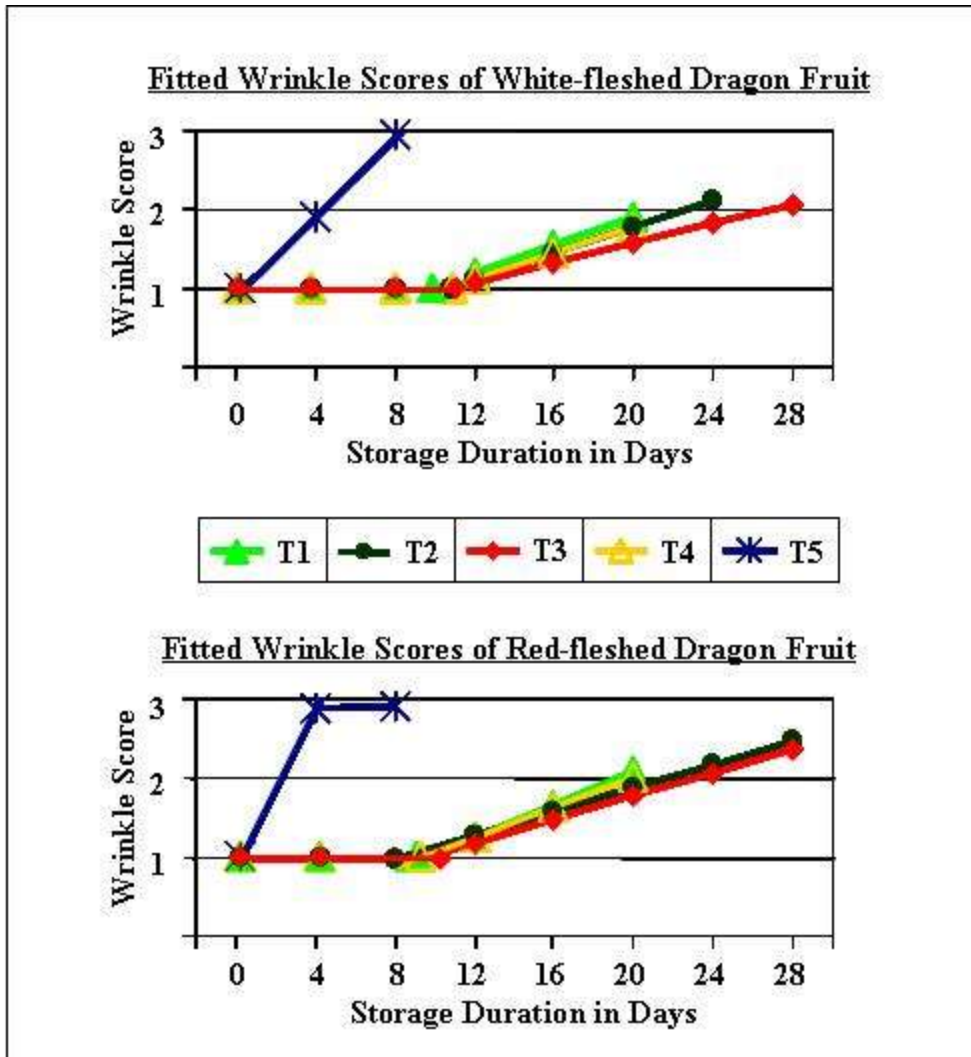 Fitted Wrinkle Scores of White-fleshed Dragon Fruit
Wrinkle Score
3
2
1
0 4 8 12 16 20 24 28
Storage Duration in Days
T1 T2 T3 T4 T5
Fitted Wrinkle Scores of Red-fleshed Dragon Fruit
Wrinkle Score
3
2
1
0 4 8 12 16 20 24 28
Storage Duration in Days